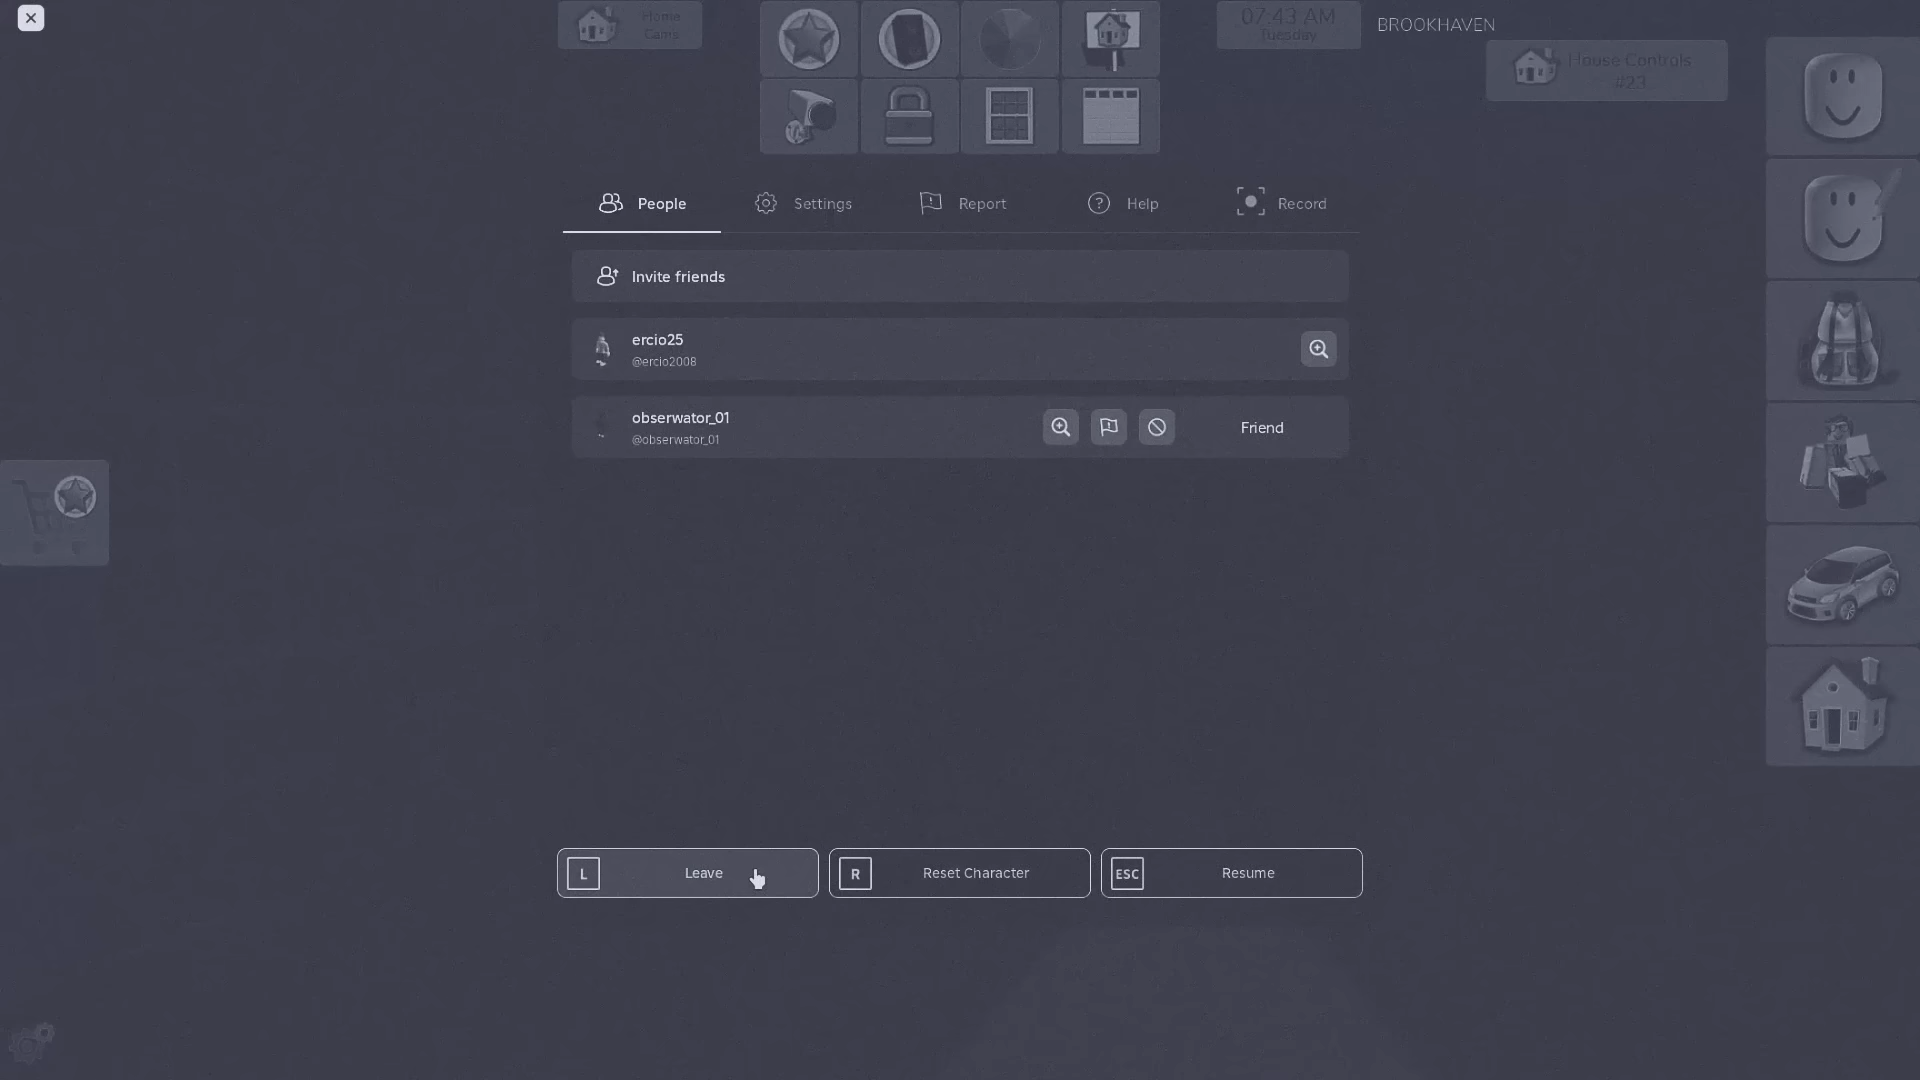 Home
Cams
07:43 AM
Tuesday
BROOKHAVEN
House Controls
#23
People
Settings
Report
Help
Record
Invite friends
ercio25
@ercio2008
obserwator_01
@obserwator_01
Friend
L
Leave
R
Reset Character
ESC
Resume